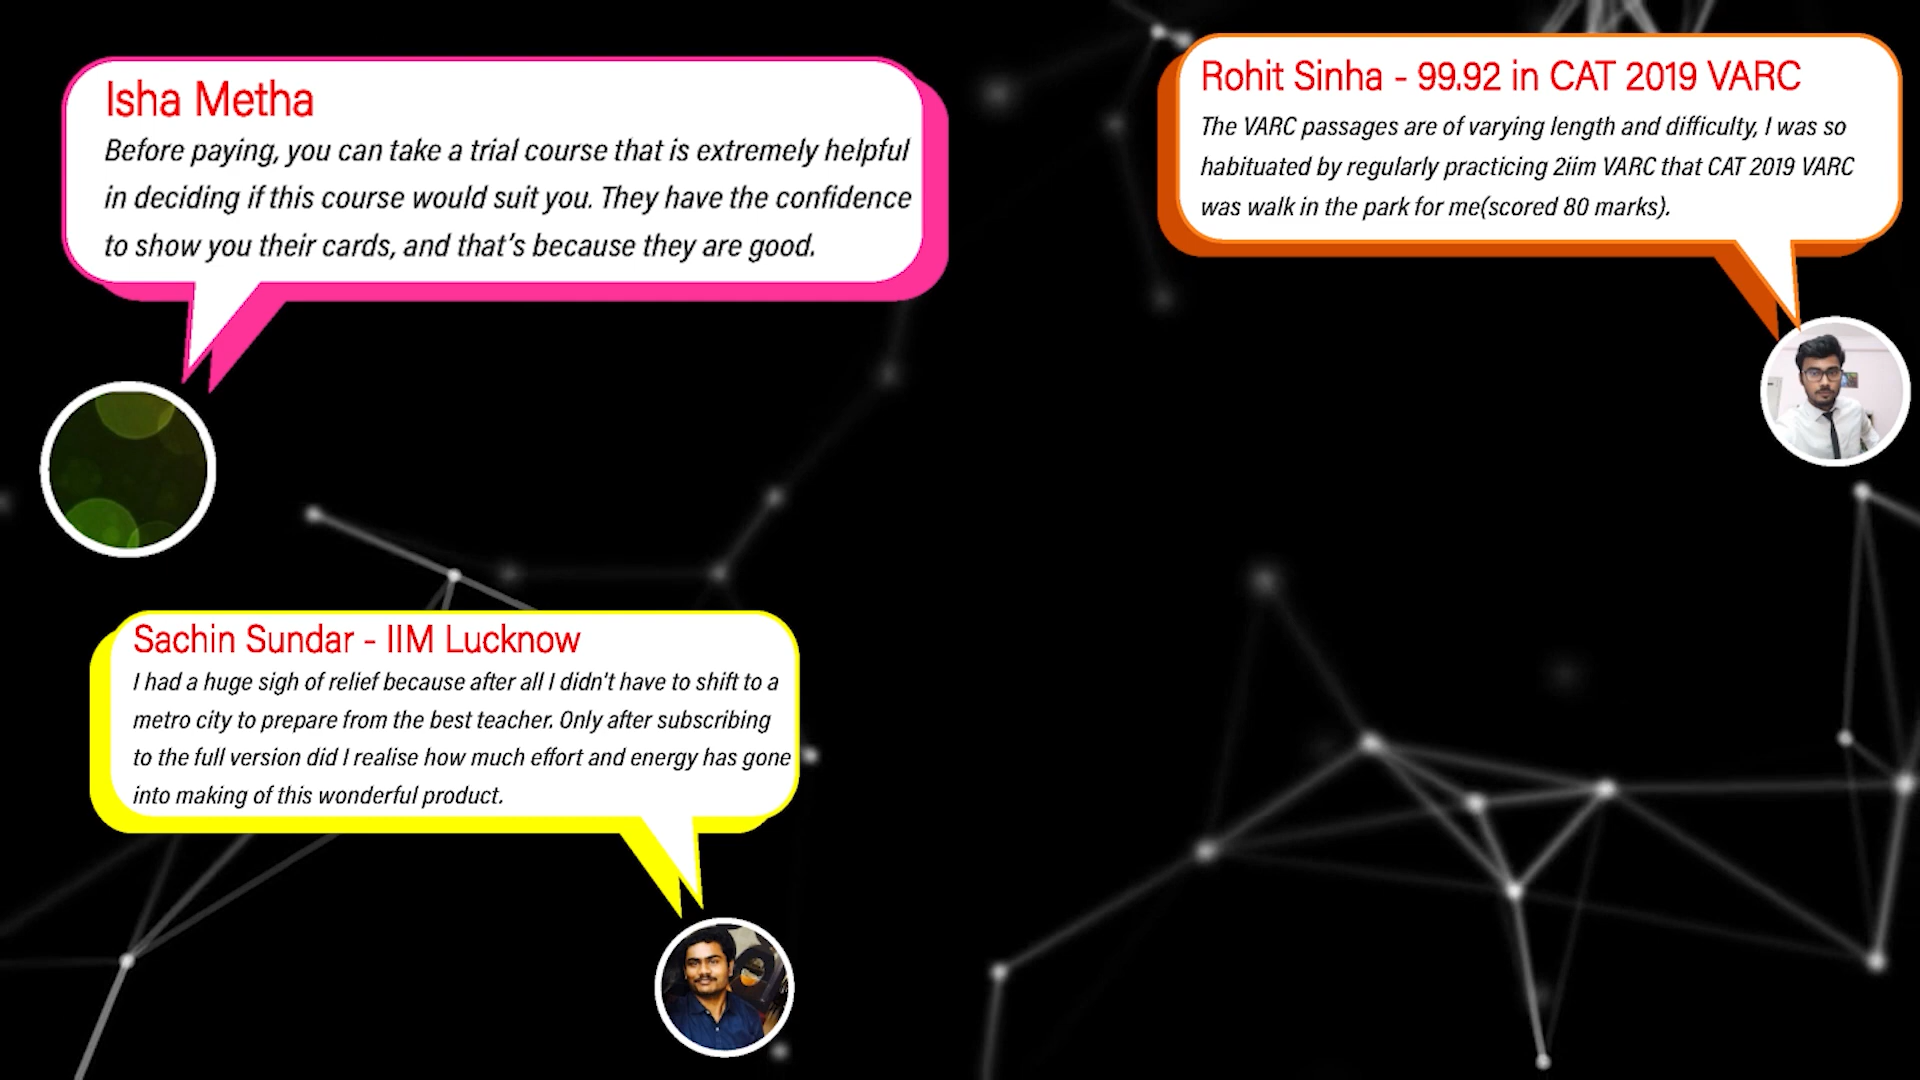 Isha Metha
Before paying, you can take a trial course that is extremely helpful
in deciding if this course would suit you. They have the confidence
to show you their cards, and that's because they are good.
Rohit Sinha - 99.92 in CAT 2019 VARC
The VARC passages are of varying length and difficulty, I was so
habituated by regularly practicing 2iim VARC that CAT 2019 VARC
was walk in the park for me(scored 80 marks).
Sachin Sundar - IIM Lucknow
I had a huge sigh of relief because after all I didn't have to shift to a
metro city to prepare from the best teacher. Only after subscribing
to the full version did I realise how much effort and energy has gone
into making of this wonderful product.